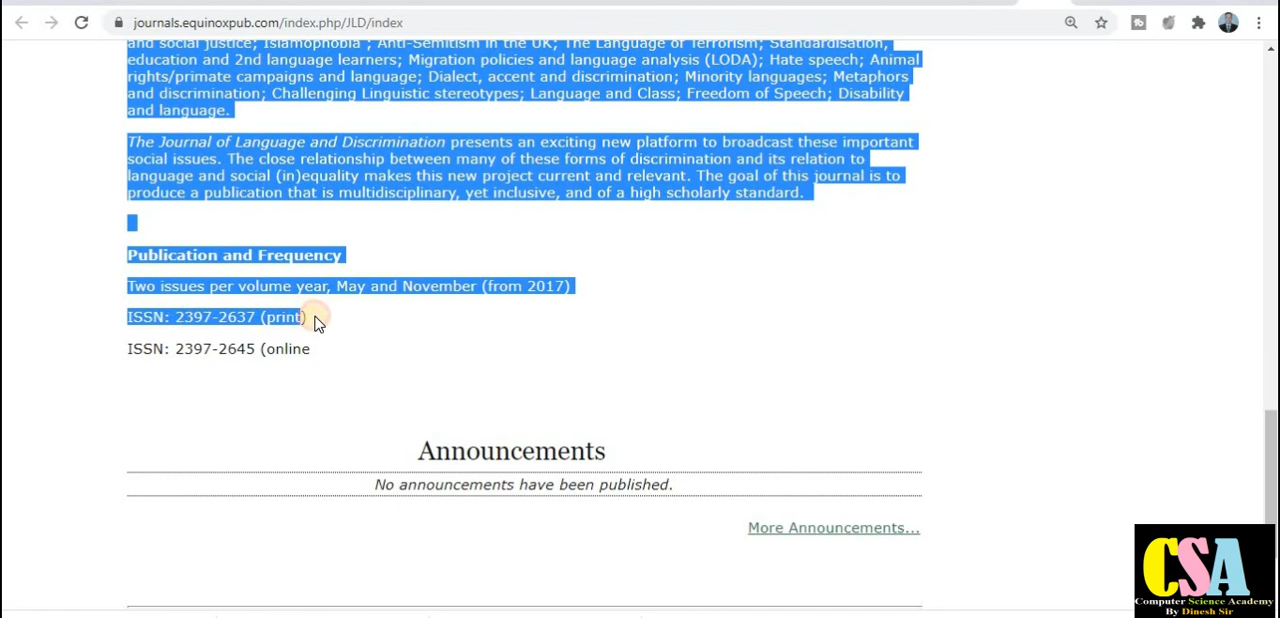 journals.equinoxpub.com/index.php/JLD/index
and social justice; Islamophobia ; Anti-Semitism in the UK; The Language of Terrorism; Standardisation,
education and 2nd language learners; Migration policies and language analysis (LODA); Hate speech; Animal
rights/primate campaigns and language; Dialect, accent and discrimination; Minority languages; Metaphors
and discrimination; Challenging Linguistic stereotypes; Language and Class; Freedom of Speech; Disability
and language.
The Journal of Language and Discrimination presents an exciting new platform to broadcast these important
social issues. The close relationship between many of these forms of discrimination and its relation to
language and social (in)equality makes this new project current and relevant. The goal of this journal is to
produce a publication that is multidisciplinary, yet inclusive, and of a high scholarly standard.
Publication and Frequency
Two issues per volume year, May and November (from 2017)
ISSN: 2397-2637 (print)
ISSN: 2397-2645 (online
Announcements
No announcements have been published.
More Announcements...
CSA
Computer Science Academy
By Dinesh Sir